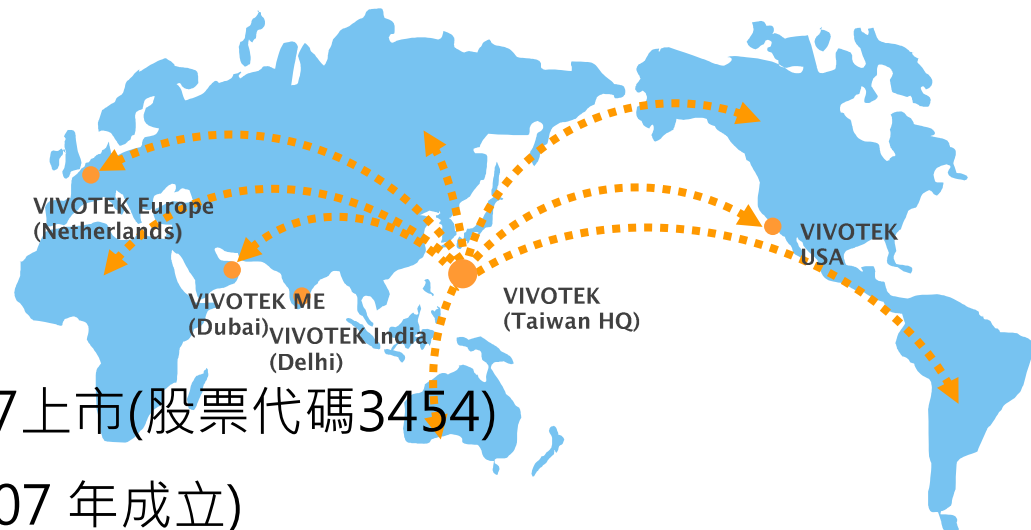 VIVOTEK Europe
(Netherlands)
VIVOTEK
USA
VIVOTEK ME
(Dubai)
VIVOTEK India
(Delhi)
VIVOTEK
(Taiwan HQ)
7上市(股票代碼3454)
07 年成立)